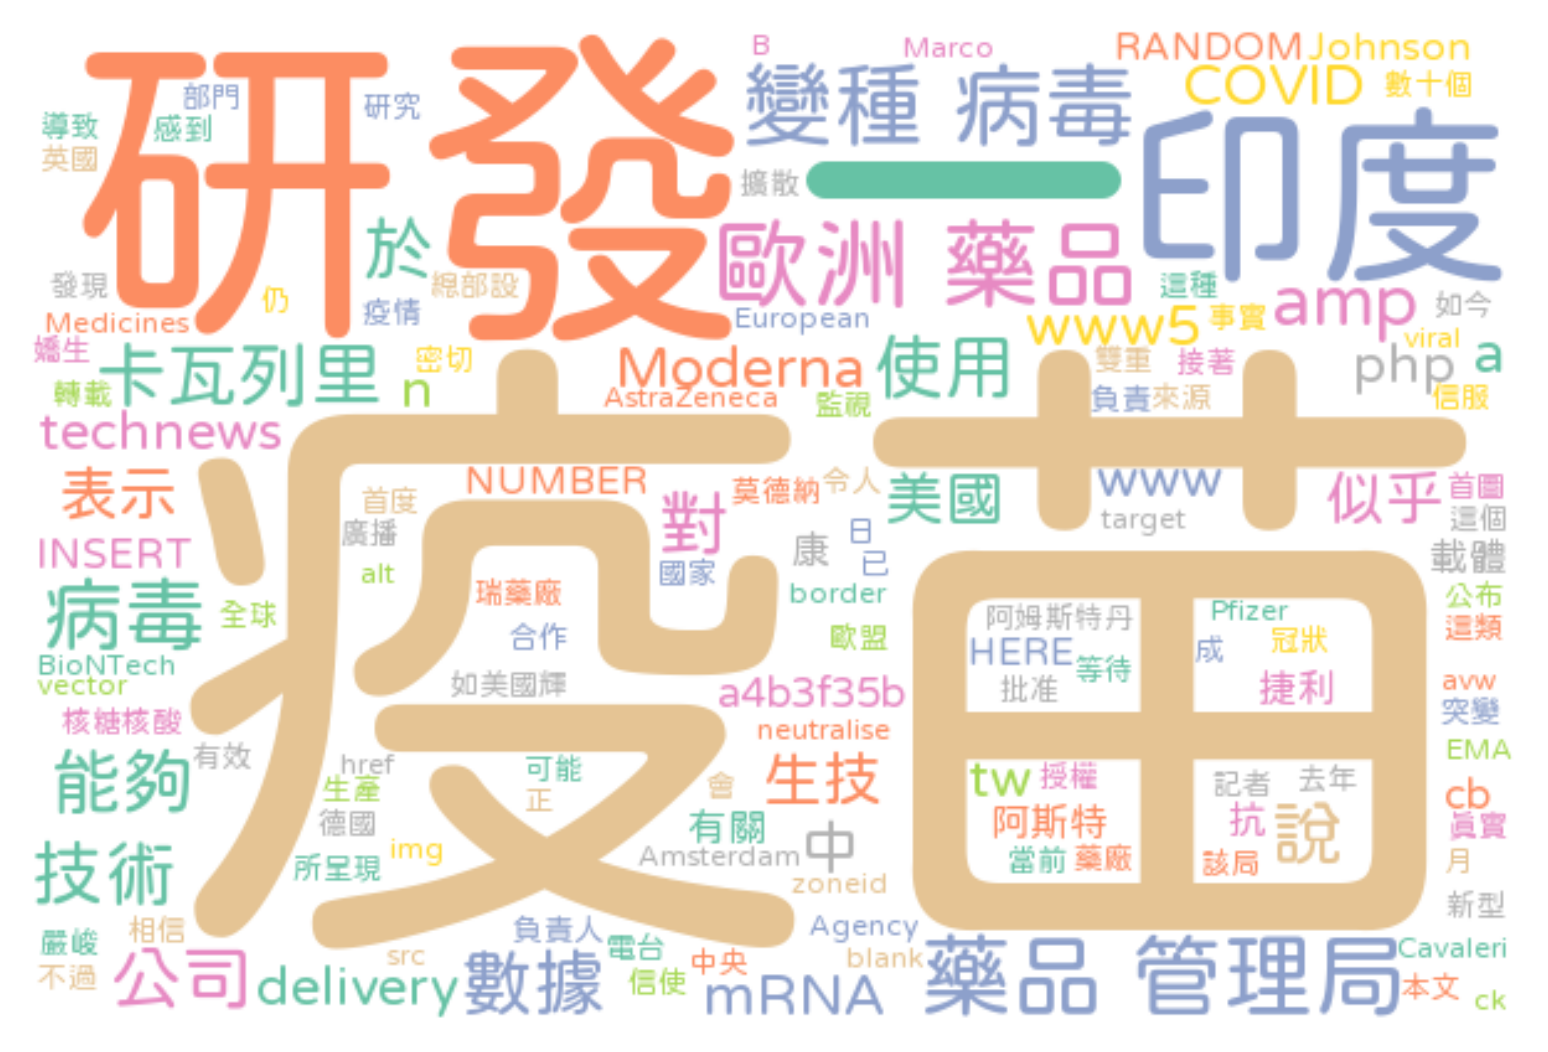 B
Marco
RANDOM
Johnson
研發
部門
研究
變種 病毒
COVID
數十個
導致
感到
英國
擴散
一
印度
於
歐洲 藥品
發現
仍
總部設
這種
amp
如今
Medicines
疫情
European
www5
事實
viral
嬌生
卡瓦列里
密切
Moderna
使用
雙重
接著
php
a
轉載
n
AstraZeneca
監視
負責
來源
信服
technews
疫苗
表示
NUMBER
首度
對
莫德納
令人
美國
www
似乎
首圖
target
這個
廣播
INSERT
康
日
已
載體
alt
國家
病毒
全球
瑞藥廠
border
阿姆斯特丹
Pfizer
公布
合作
歐盟
HERE
等待
成
冠狀
這類
BioNTech
vector
如美國輝
a4b3f35b
批准
捷利
avw
核糖核酸
neutralise
突變
有效
href
可能
生技
tw
授權
記者
去年
EMA
能夠
生產
正
會
cb
德國
有關
中
阿斯特
抗
說
真實
技術
img
所呈現
Amsterdam
當前
藥廠
該局
月
zoneid
相信
新型
嚴峻
負責人
電台
Agency
Cavaleri
不過
公司
src
delivery
數據
信使
中央
mRNA
blank
藥品 管理局
本文
ck